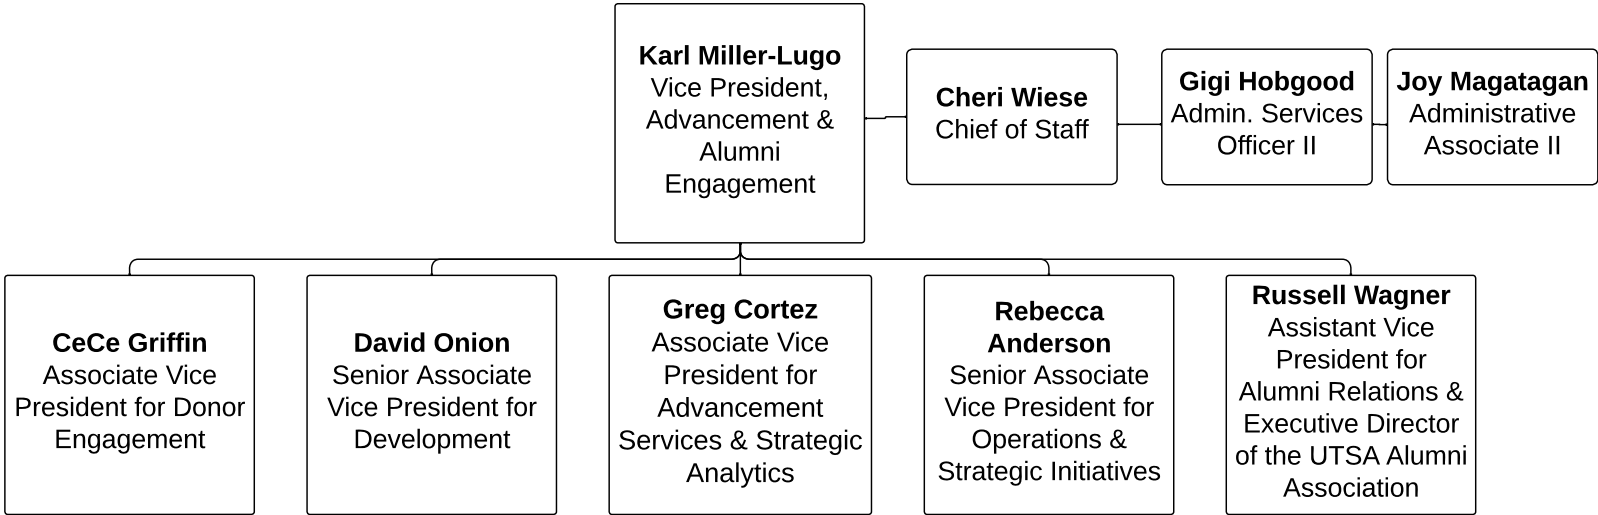 Karl Miller-Lugo
Vice President,
Advancement &
Alumni
Engagement
Cheri Wiese
Chief of Staff
Gigi Hobgood
Admin. Services
Officer II
Joy Magatagan
Administrative
Associate II
CeCe Griffin
Associate Vice
President for Donor
Engagement
David Onion
Senior Associate
Vice President for
Development
Greg Cortez
Associate Vice
President for
Advancement
Services & Strategic
Analytics
Rebecca
Anderson
Senior Associate
Vice President for
Operations &
Strategic Initiatives
Russell Wagner
Assistant Vice
President for
Alumni Relations &
Executive Director
of the UTSA Alumni
Association